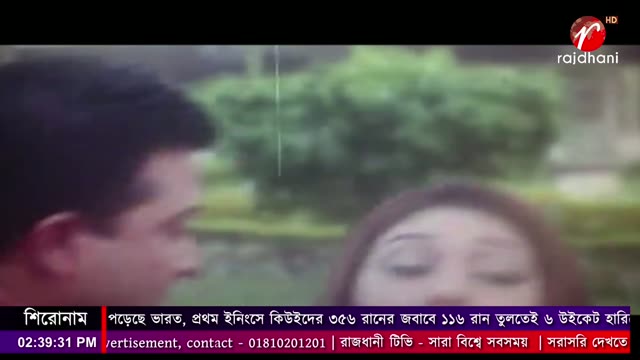 HD
rajdhani
শিরোনাম পড়েছে ভারত, প্রথম ইনিংসে কিউইদের ৩৫৬ রানের জবাবে ১১৬ রান তুলতেই ৬ উইকেট হারি
02:39:31 PM vertisement, contact - 01810201201 | রাজধানী টিভি - সারা বিশ্বে সবসময় | সরাসরি দেখতে